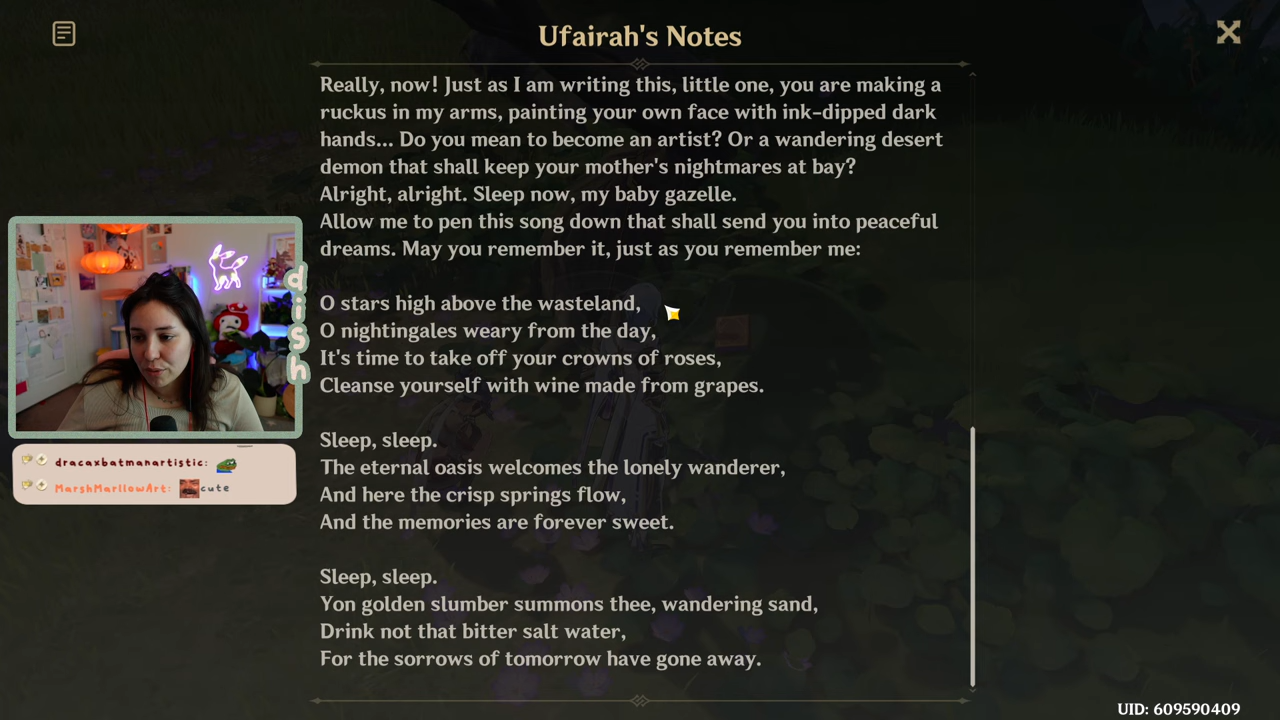 Ufairah's Notes
Really, now! Just as I am writing this, little one, you are making a
ruckus in my arms, painting your own face with ink-dipped dark
hands... Do you mean to become an artist? Or a wandering desert
demon that shall keep your mother's nightmares at bay?
Alright, alright. Sleep now, my baby gazelle.
Allow me to pen this song down that shall send you into peaceful
dreams. May you remember it, just as you remember me:
O stars high above the wasteland,
O nightingales weary from the day,
It's time to take off your crowns of roses,
Cleanse yourself with wine made from grapes.
Sleep, sleep.
The eternal oasis welcomes the lonely wanderer,
And here the crisp springs flow,
And the memories are forever sweet.
Sleep, sleep.
Yon golden slumber summons thee, wandering sand,
Drink not that bitter salt water,
For the sorrows of tomorrow have gone away.
dish
dracaxbatmanartistic:
MarshMarllowArt: cute
UID: 609590409